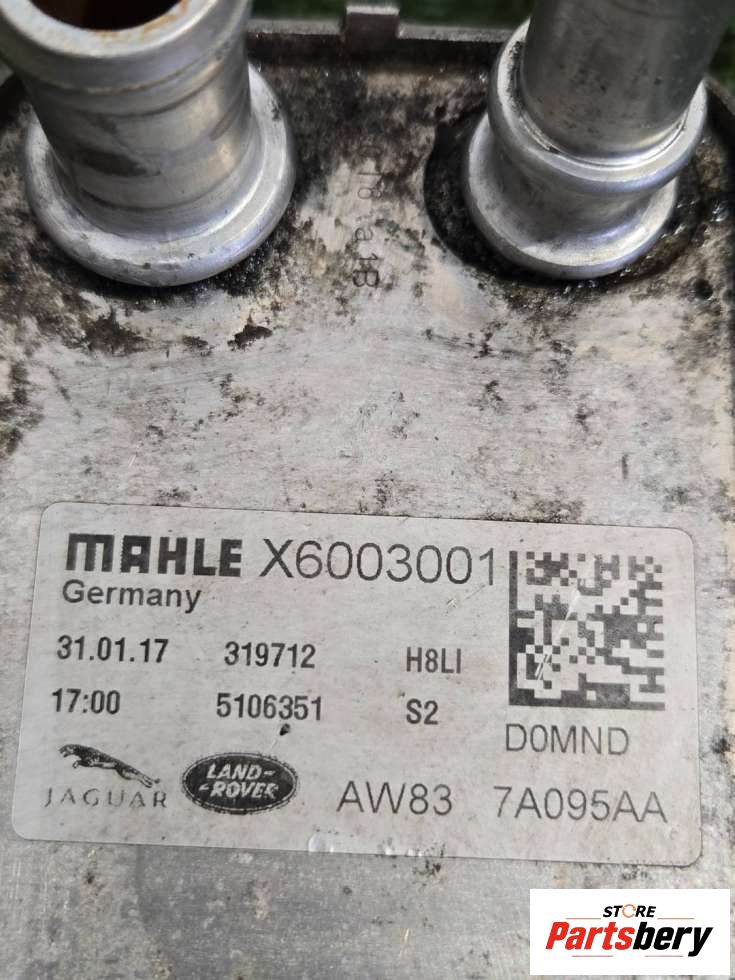 MAHLE X6003001
Germany
31.01.17 319712 H8LI
17:00 5106351 S2
D0MND
JAGUAR LAND-ROVER AW83 7A095AA
STORE
Partsbery